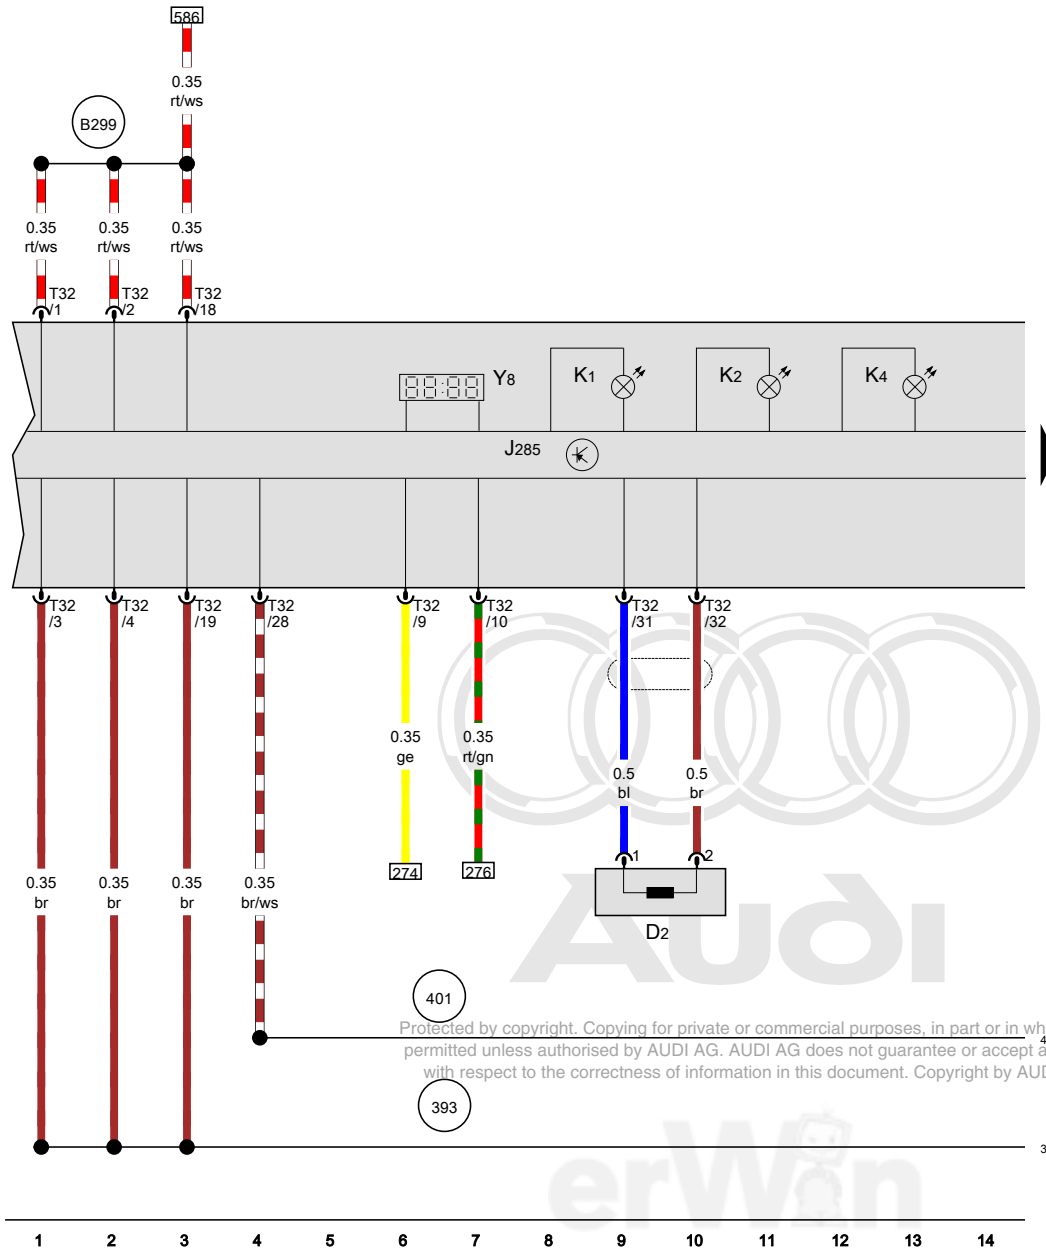 586
0.35
rt/ws
B299
0.35 0.35 0.35
rt/ws rt/ws rt/ws
T32 T32 T32
/1 /2 /18
K1 K2 K4
Y8
J285
T32 T32 T32 T32 T32 T32 T32 T32
/3 /4 /19 /28 /9 /10 /31 /32
0.35 0.35
ge rt/gn
0.5 0.5
bl br
1 2
274 276
0.35 0.35 0.35 0.35
br br br br/ws
D2
Audi
401
Protected by copyright. Copying for private or commercial purposes, in part or in wh
4
permitted unless authorised by AUDI AG. AUDI AG does not guarantee or accept a
with respect to the correctness of information in this document. Copyright by AUD
393
3
erWin
1 2 3 4 5 6 7 8 9 10 11 12 13 14